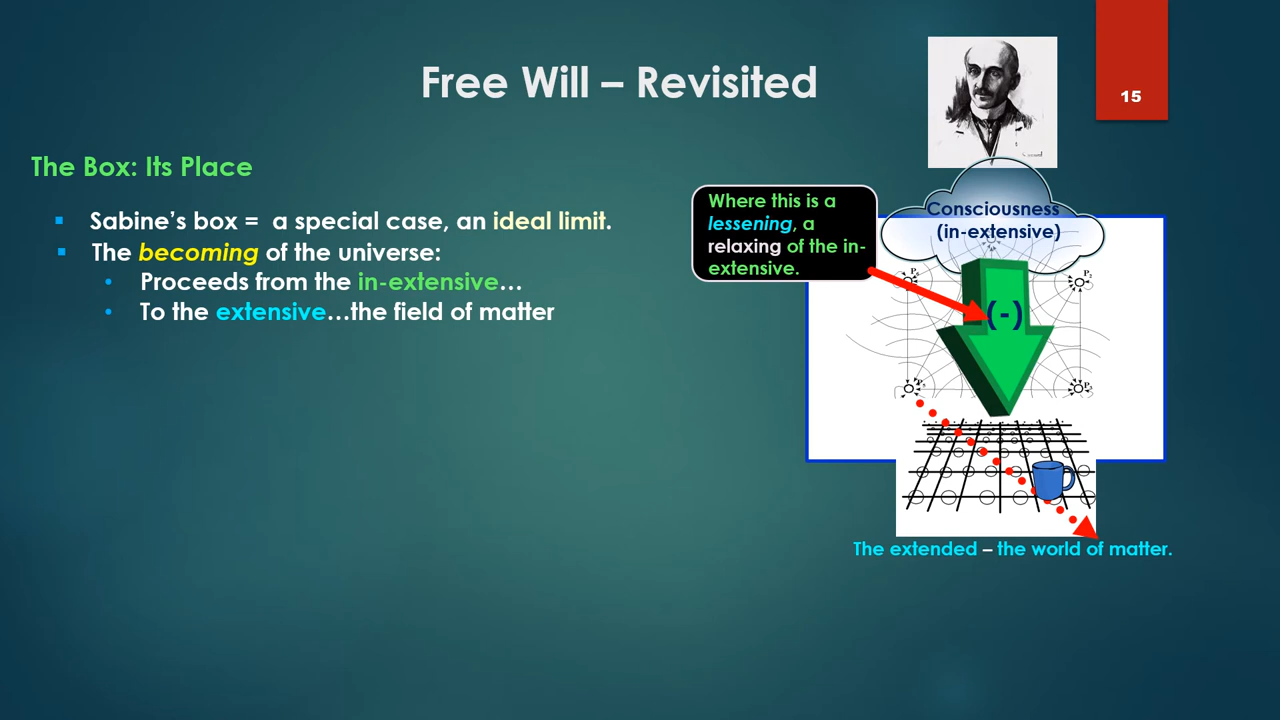 Free Will – Revisited
15
The Box: Its Place
Sabine's box = a special case, an ideal limit.
The becoming of the universe:
Proceeds from the in-extensive…
To the extensive…the field of matter
Where this is a
lessening, a
relaxing of the in-
extensive.
Consciousness
(in-extensive)
(-)
P₂
The extended – the world of matter.